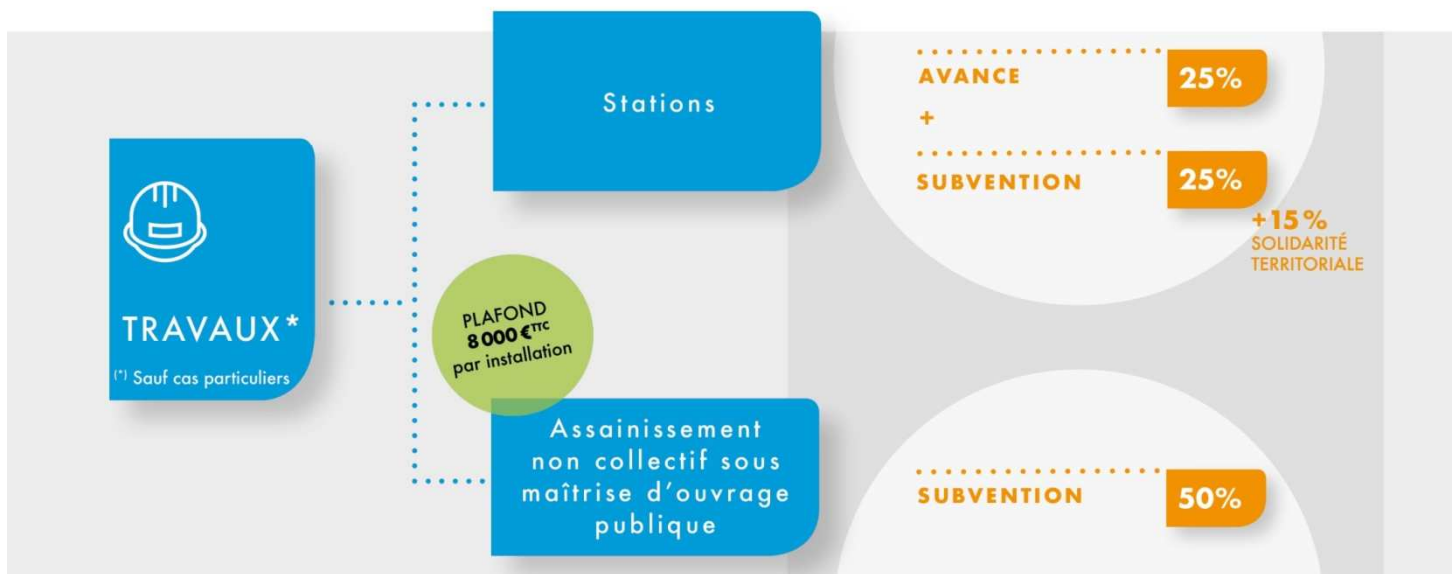 TRAVAUX*
(*) Sauf cas particuliers
Stations
AVANCE
25%
+
SUBVENTION
25%
+15%
SOLIDARITÉ
TERRITORIALE
PLAFOND
8 000 € TTC
par installation
Assainissement
non collectif sous
maîtrise d'ouvrage
publique
SUBVENTION
50%